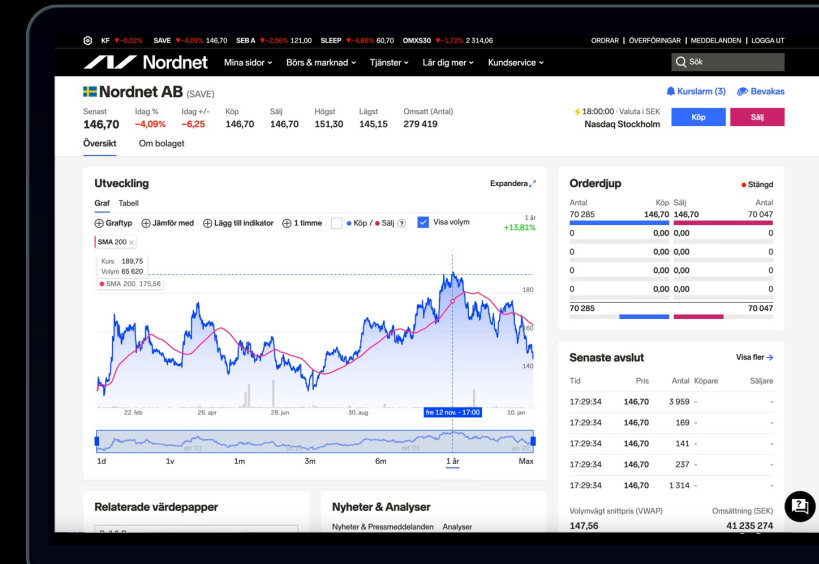 KF ▼-0,02% SAVE ▼-4,09% 146,70 SEB A ▼-2,06% 121,00 SLEEP ▼-4,86% 60,70 OMXS30 ▼-1,72% 2 314,06 ORDRAR | ÖVERFÖRINGAR | MEDDELANDEN | LOGGA UT
Nordnet Mina sidor Börs & marknad Tjänster Lär dig mer Kundservice Sök
Nordnet AB (SAVE) Kurslarm (3) Bevakas
Senast Idag % Idag +/- Köp Sälj Högst Lägst Omsatt (Antal) 18:00:00 · Valuta i SEK
146,70 -4,09% -6,25 146,70 146,70 151,30 145,15 279 419 Nasdaq Stockholm Köp Sälj
Översikt Om bolaget
Utveckling Expandera
Graf Tabell
Graftyp Jämför med Lägg till indikator 1 timme Köp / Sälj ? Visa volym 1 år
+13,81%
SMA 200 ×
Kurs 189,75
Volym 65 620
SMA 200 175,56
180
160
140
22. feb 26. apr 28. jun 30. aug fre 12 nov. - 17:00 10. jan
apr '21 okt '21
1d 1v 1m 3m 6m 1 år Max
Orderdjup Stängd
Antal Köp Sälj Antal
70 285 146,70 146,70 70 047
0 0,00 0,00 0
0 0,00 0,00 0
0 0,00 0,00 0
0 0,00 0,00 0
70 285 70 047
Senaste avslut Visa fler →
Tid Pris Antal Köpare Säljare
17:29:34 146,70 3 959 - -
17:29:34 146,70 169 - -
17:29:34 146,70 141 - -
17:29:34 146,70 237 - -
17:29:34 146,70 1 314 - -
Volymvägt snittpris (VWAP) Omsättning (SEK)
147,56 41 235 274
Relaterade värdepapper
Nyheter & Analyser
Nyheter & Pressmeddelanden Analyser